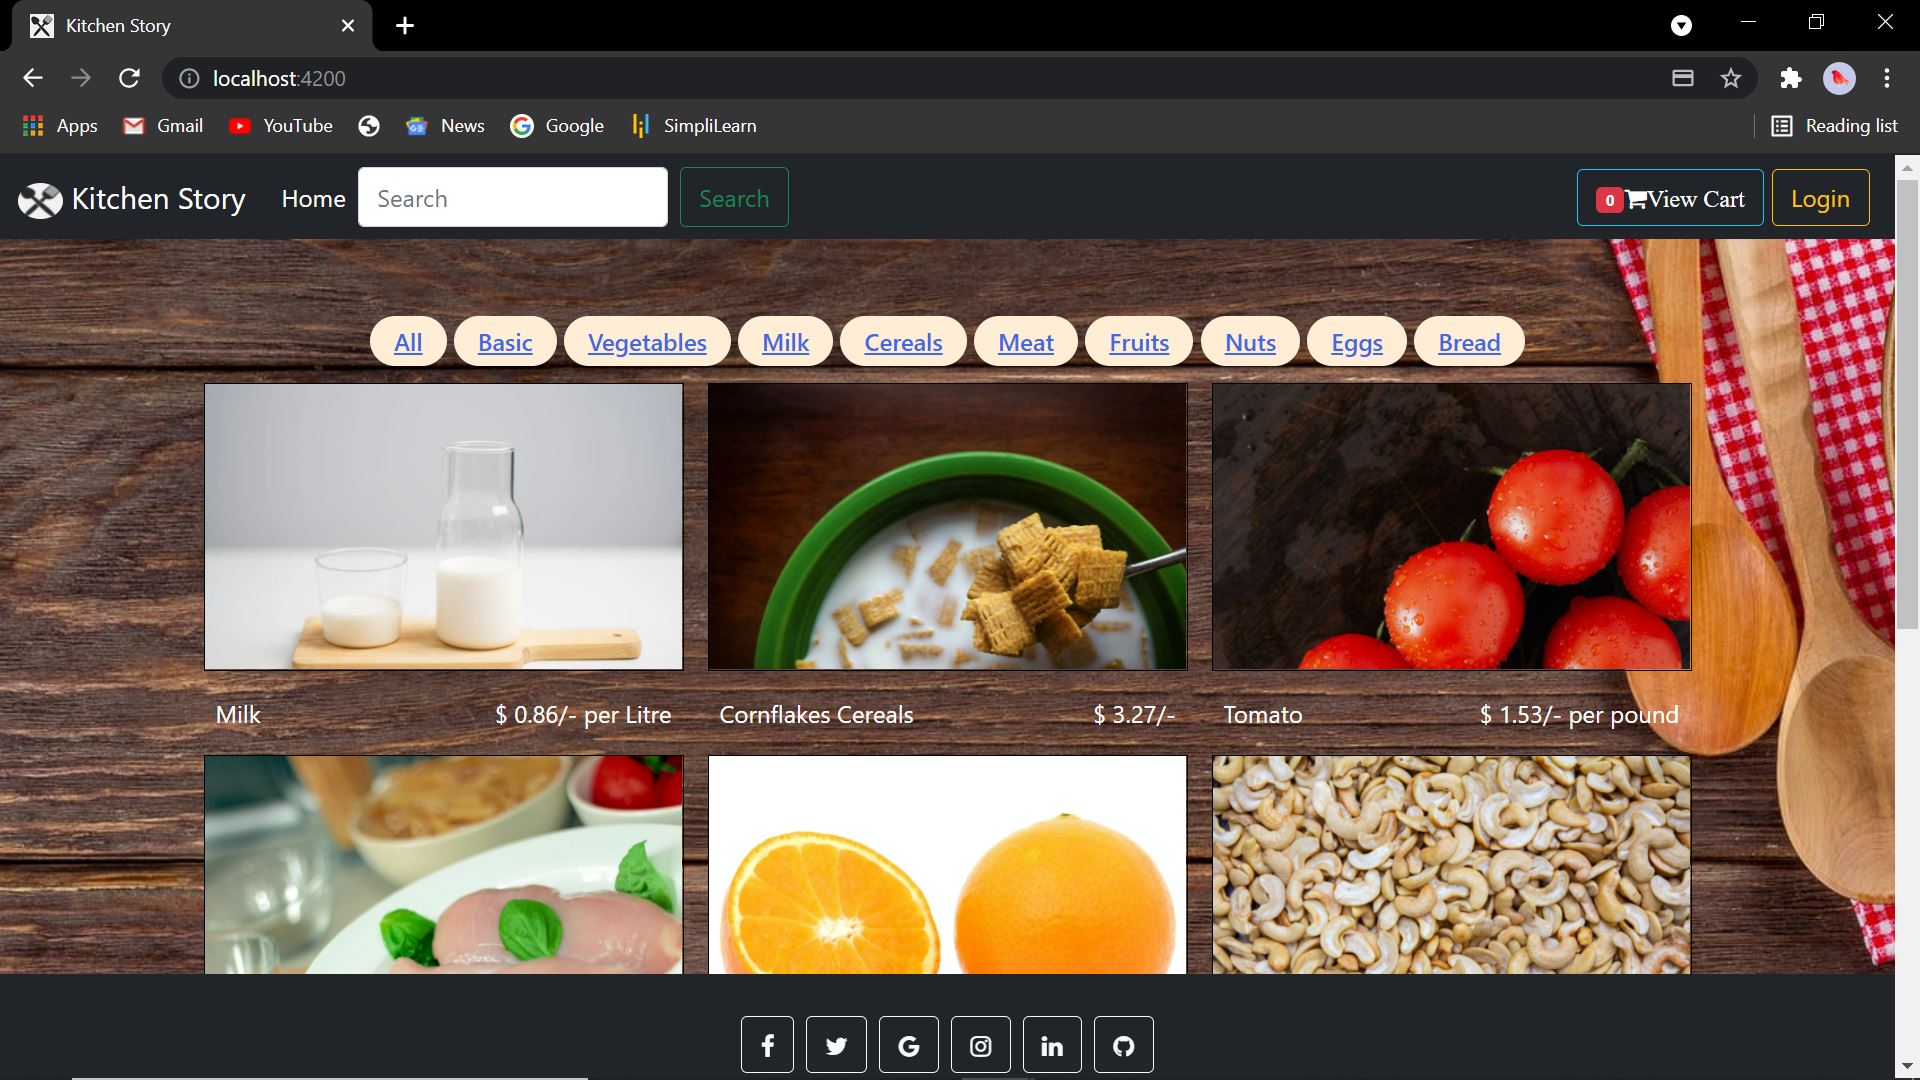 Kitchen Story
localhost:4200
Apps Gmail YouTube News Google SimpliLearn Reading list
Kitchen Story Home Search Search 0 View Cart Login
All Basic Vegetables Milk Cereals Meat Fruits Nuts Eggs Bread
Milk $ 0.86/- per Litre Cornflakes Cereals $ 3.27/- Tomato $ 1.53/- per pound